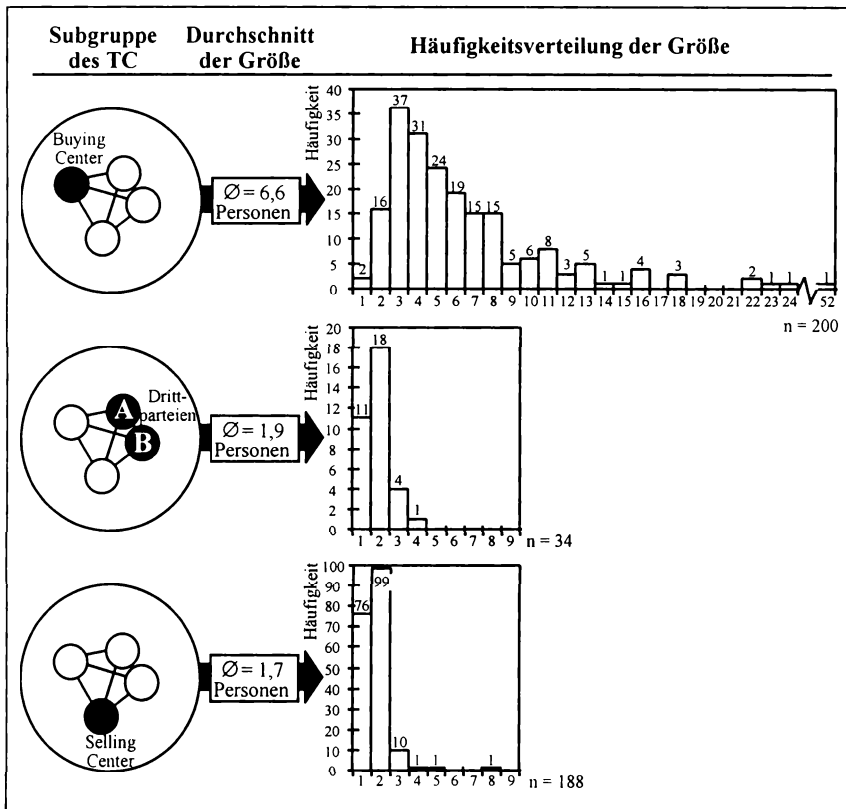 Subgruppe des TC
Durchschnitt der Größe
Häufigkeitsverteilung der Größe
Buying
Center
Ø = 6,6
Personen
Häufigkeit
40
35
30
25
20
15
10
5
0
2 16 37 31 24 19 15 15 5 6 8 3 5 1 1 4 3 2 1 1 1
1 2 3 4 5 6 7 8 9 10 11 12 13 14 15 16 17 18 19 20 21 22 23 24 52
n = 200
Dritt-
parteien
A
B
Ø = 1,9
Personen
Häufigkeit
20
18
16
14
12
10
8
6
4
2
0
11 18 4 1
1 2 3 4 5 6 7 8 9
n = 34
Selling
Center
Ø = 1,7
Personen
Häufigkeit
100
90
80
70
60
50
40
30
20
10
0
76 99 10 1 1 1
1 2 3 4 5 6 7 8 9
n = 188